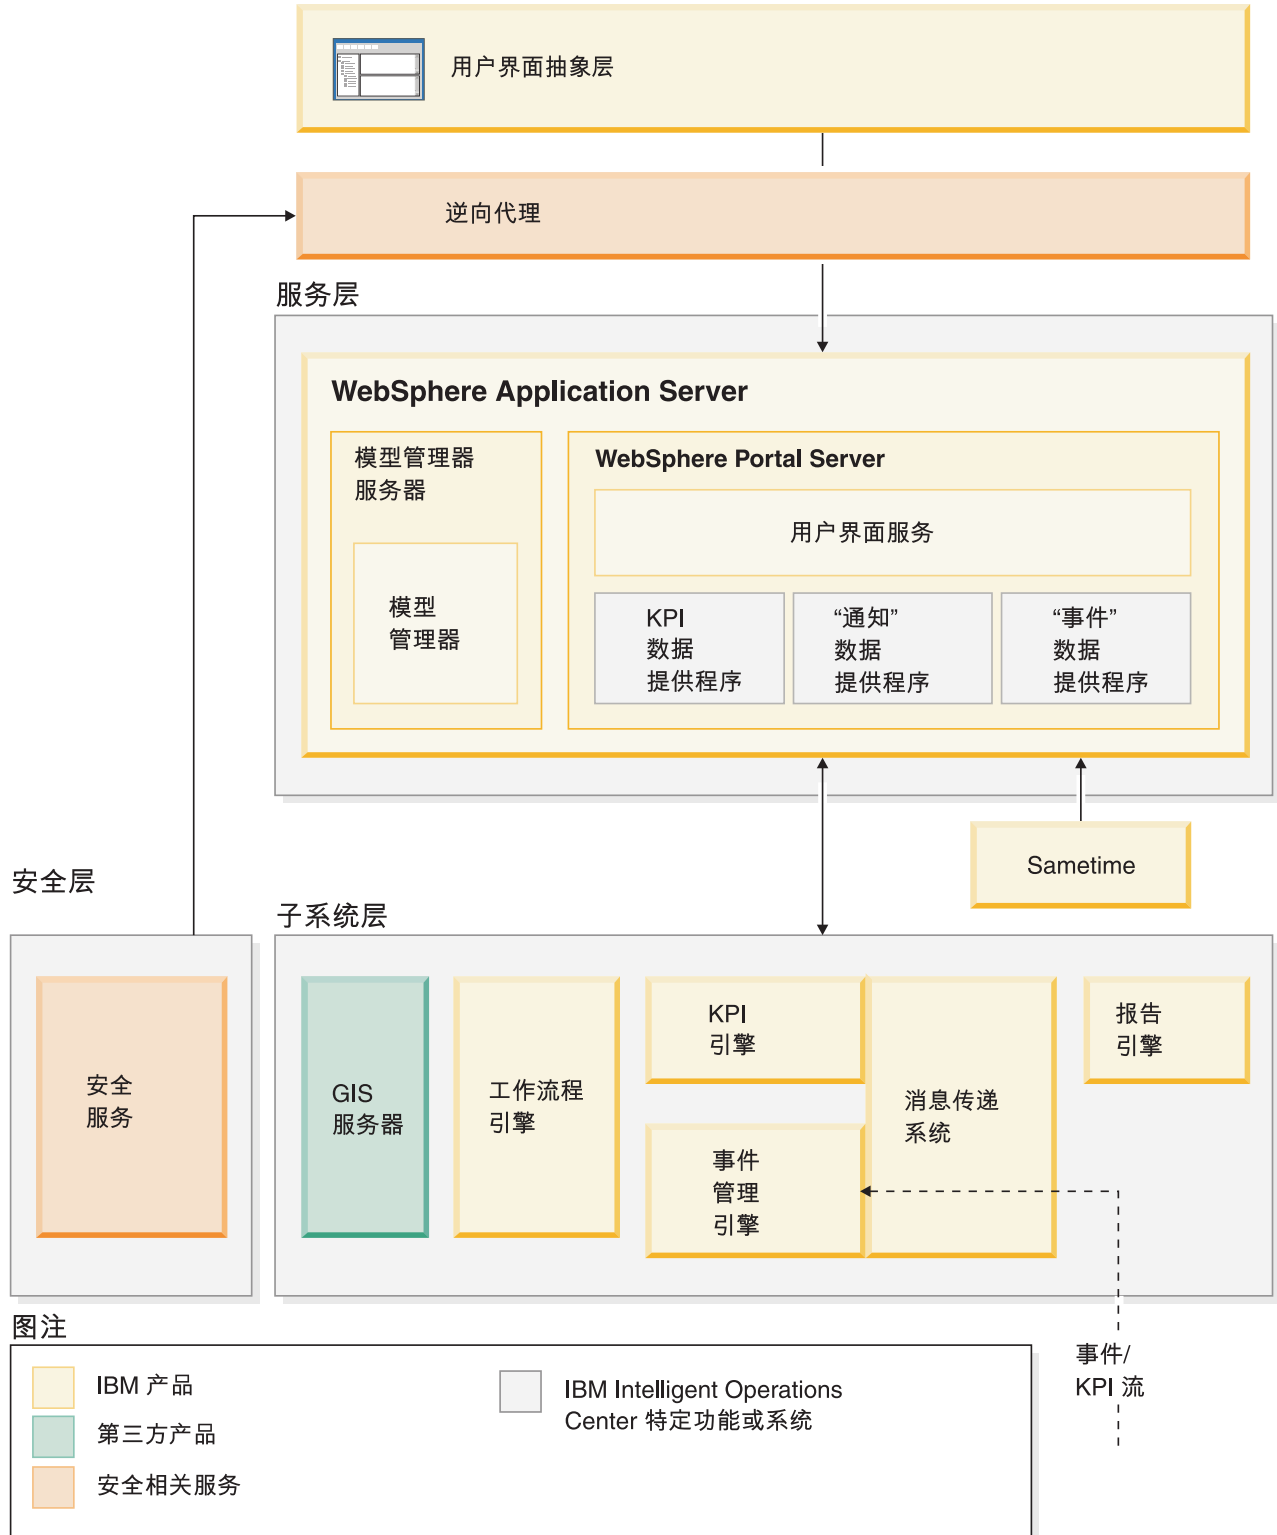 用户界面抽象层
逆向代理
服务层
WebSphere Application Server
模型管理器
服务器
模型
管理器
WebSphere Portal Server
用户界面服务
KPI
数据
提供程序
“通知”
数据
提供程序
“事件”
数据
提供程序
Sametime
安全层
安全
服务
子系统层
GIS
服务器
工作流程
引擎
KPI
引擎
事件
管理
引擎
消息传递
系统
报告
引擎
事件/
KPI 流
图注
IBM 产品
第三方产品
安全相关服务
IBM Intelligent Operations
Center 特定功能或系统